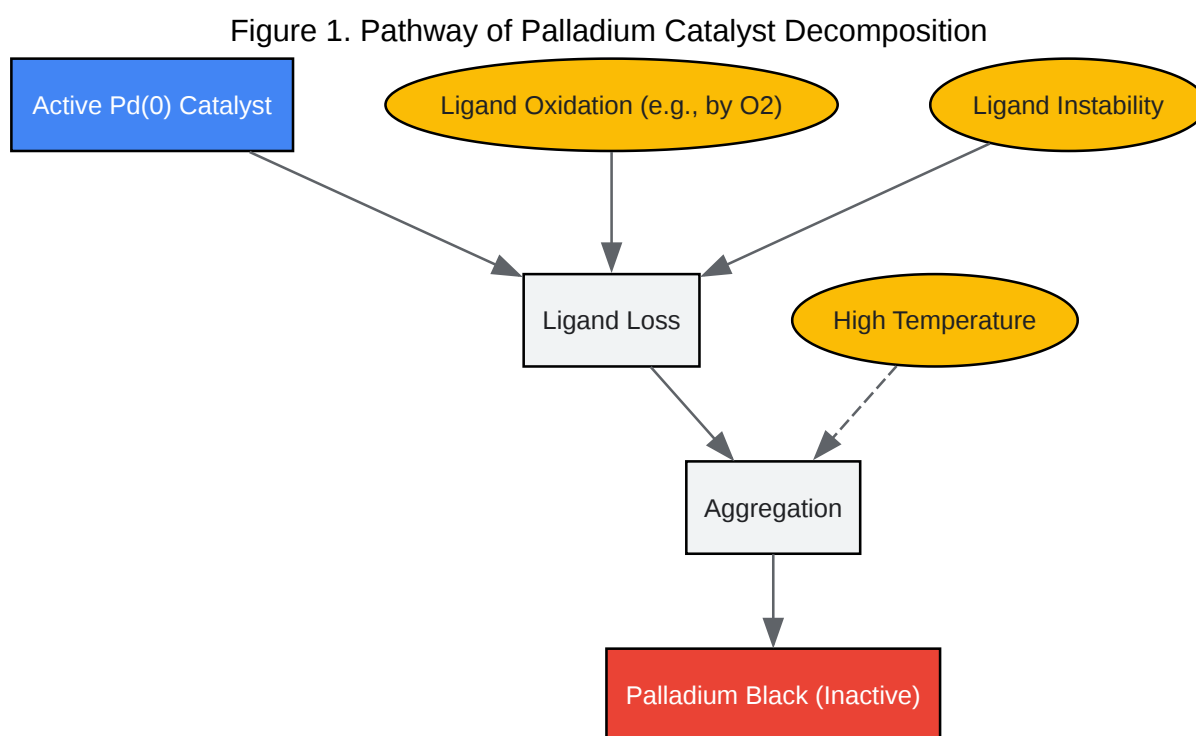 Figure 1. Pathway of Palladium Catalyst Decomposition
Active Pd(0) Catalyst
Ligand Oxidation (e.g., by O2)
Ligand Instability
Ligand Loss
High Temperature
Aggregation
Palladium Black (Inactive)